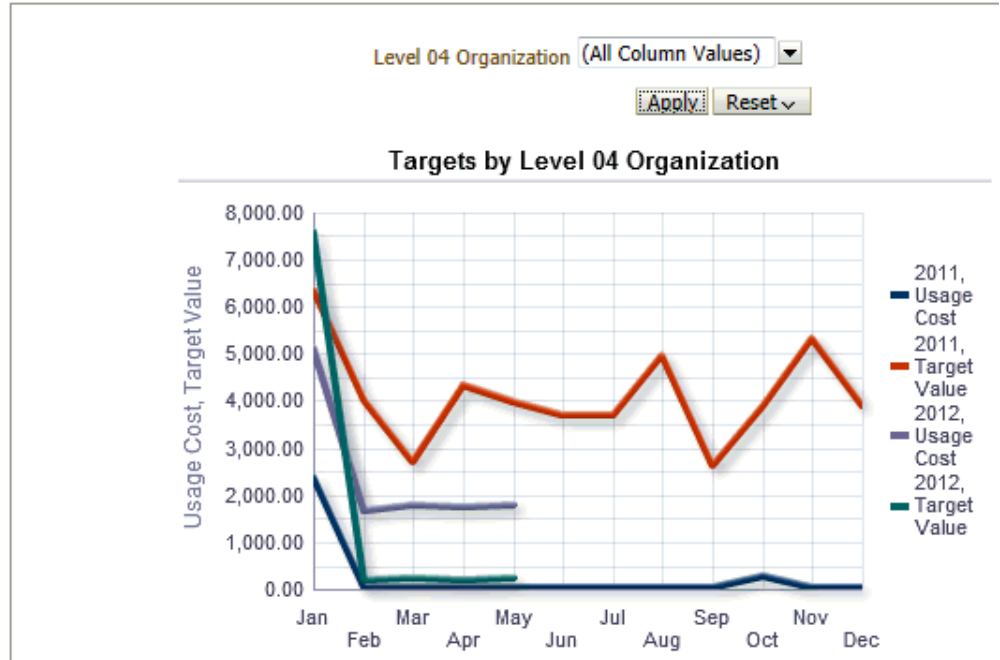 Level 04 Organization (All Column Values)
Apply Reset
Targets by Level 04 Organization
Usage Cost, Target Value
8,000.00
7,000.00
6,000.00
5,000.00
4,000.00
3,000.00
2,000.00
1,000.00
0.00
Jan Mar May Jul Sep Nov
Feb Apr Jun Aug Oct Dec
2011,
Usage
Cost
2011,
Target
Value
2012,
Usage
Cost
2012,
Target
Value